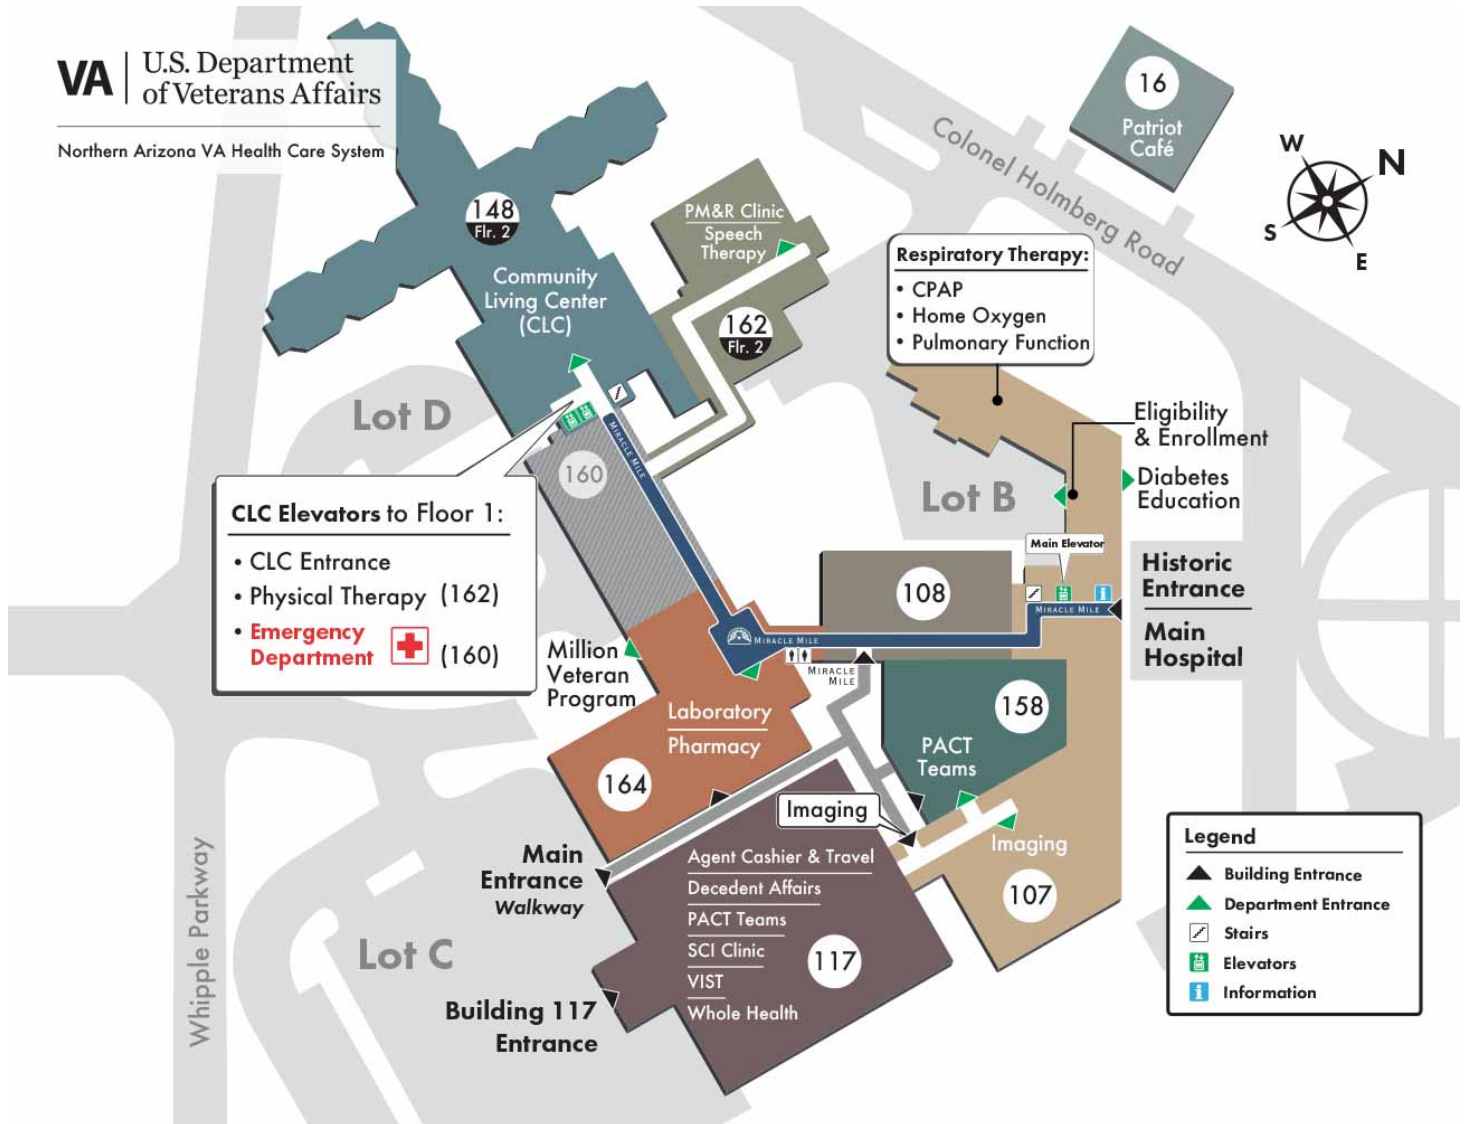 VA
U.S. Department
of Veterans Affairs
Northern Arizona VA Health Care System
16
Patriot
Café
Colonel Holmberg Road
W
N
S
E
148
Flr. 2
Community
Living Center
(CLC)
PM&R Clinic
Speech
Therapy
162
Flr. 2
Respiratory Therapy:
• CPAP
• Home Oxygen
• Pulmonary Function
Lot D
Eligibility
& Enrollment
Diabetes
Education
Lot B
160
MIRACLE MILE
CLC Elevators to Floor 1:
• CLC Entrance
• Physical Therapy (162)
• Emergency
Department (160)
Main Elevator
Historic
Entrance
Main
Hospital
108
MIRACLE MILE
MIRACLE MILE
MIRACLE
MILE
Million
Veteran
Program
Laboratory
Pharmacy
164
158
PACT
Teams
Imaging
Imaging
107
Main
Entrance
Walkway
Agent Cashier & Travel
Decedent Affairs
PACT Teams
SCI Clinic
VIST
Whole Health
117
Lot C
Building 117
Entrance
Whipple Parkway
Legend
Building Entrance
Department Entrance
Stairs
Elevators
Information